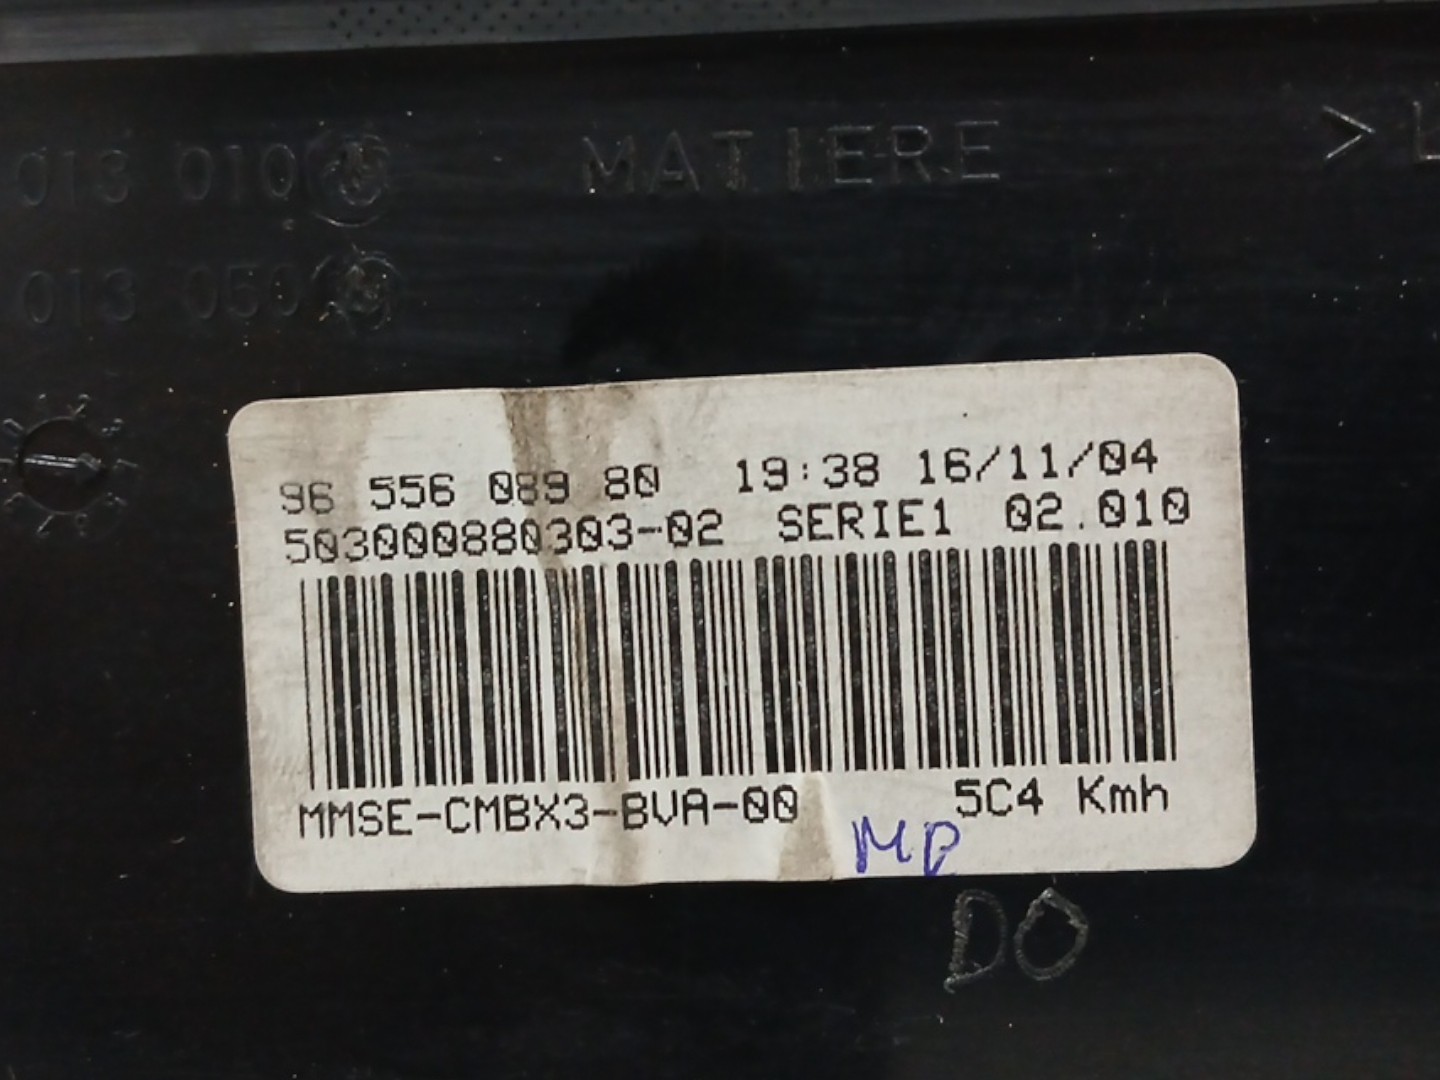 013 010
MATIERE
> L
013 050
96 556 089 80 19:38 16/11/04
503000880303-02 SERIE1 02.010
MMSE-CMBX3-BVA-00 5C4 Kmh
MP
DO